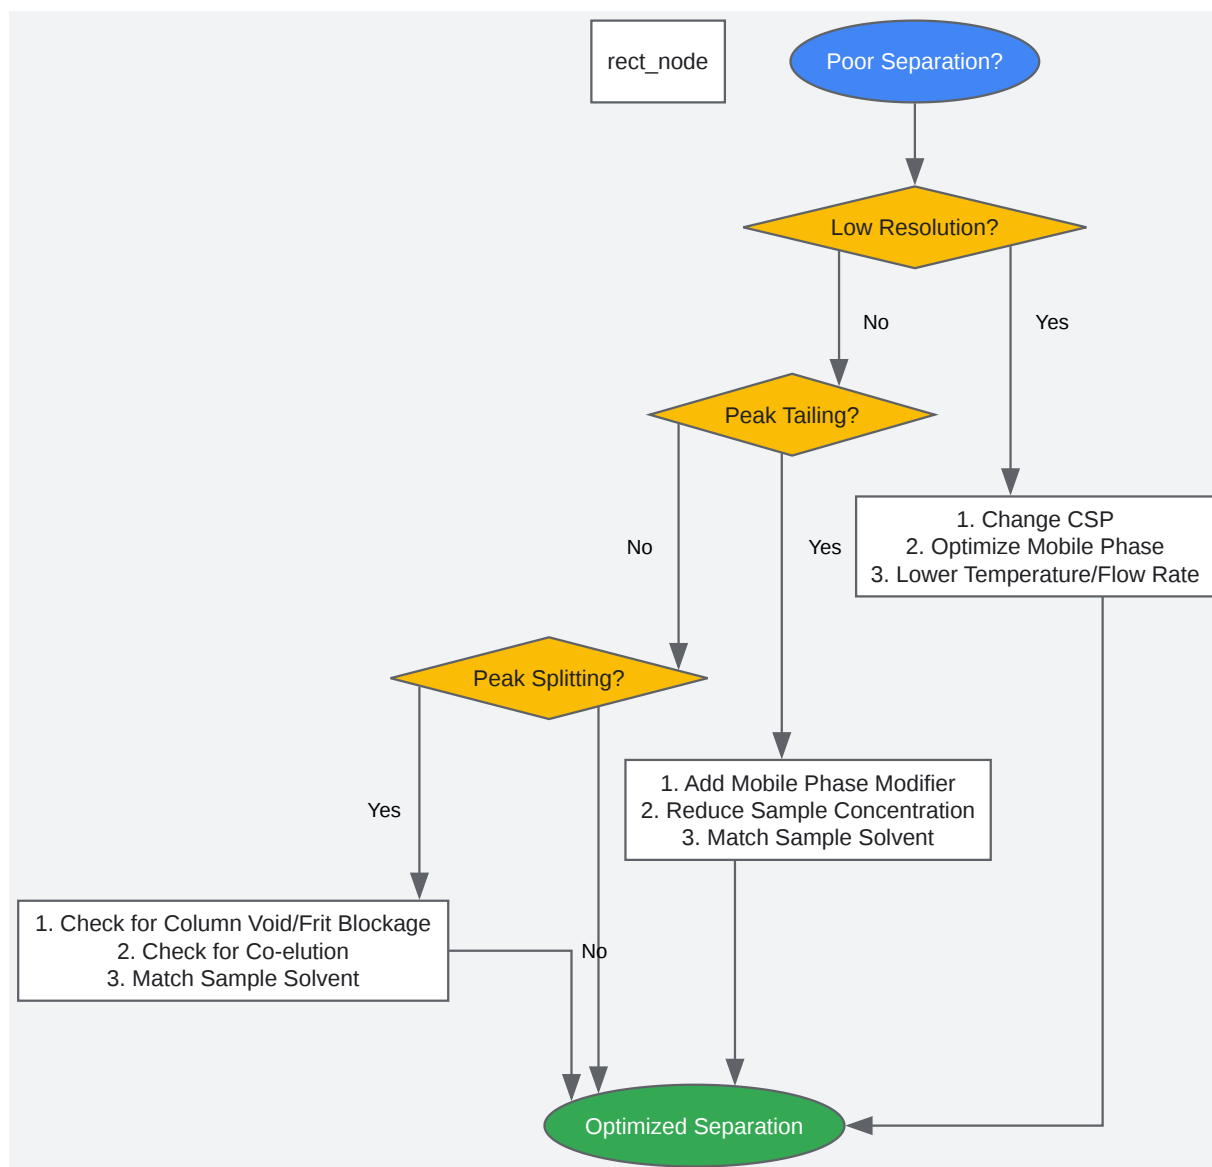 rect_node
Poor Separation?
Low Resolution?
No
Yes
Peak Tailing?
1. Change CSP
2. Optimize Mobile Phase
3. Lower Temperature/Flow Rate
No
Yes
Peak Splitting?
1. Add Mobile Phase Modifier
2. Reduce Sample Concentration
3. Match Sample Solvent
Yes
1. Check for Column Void/Frit Blockage
2. Check for Co-elution
3. Match Sample Solvent
No
Optimized Separation